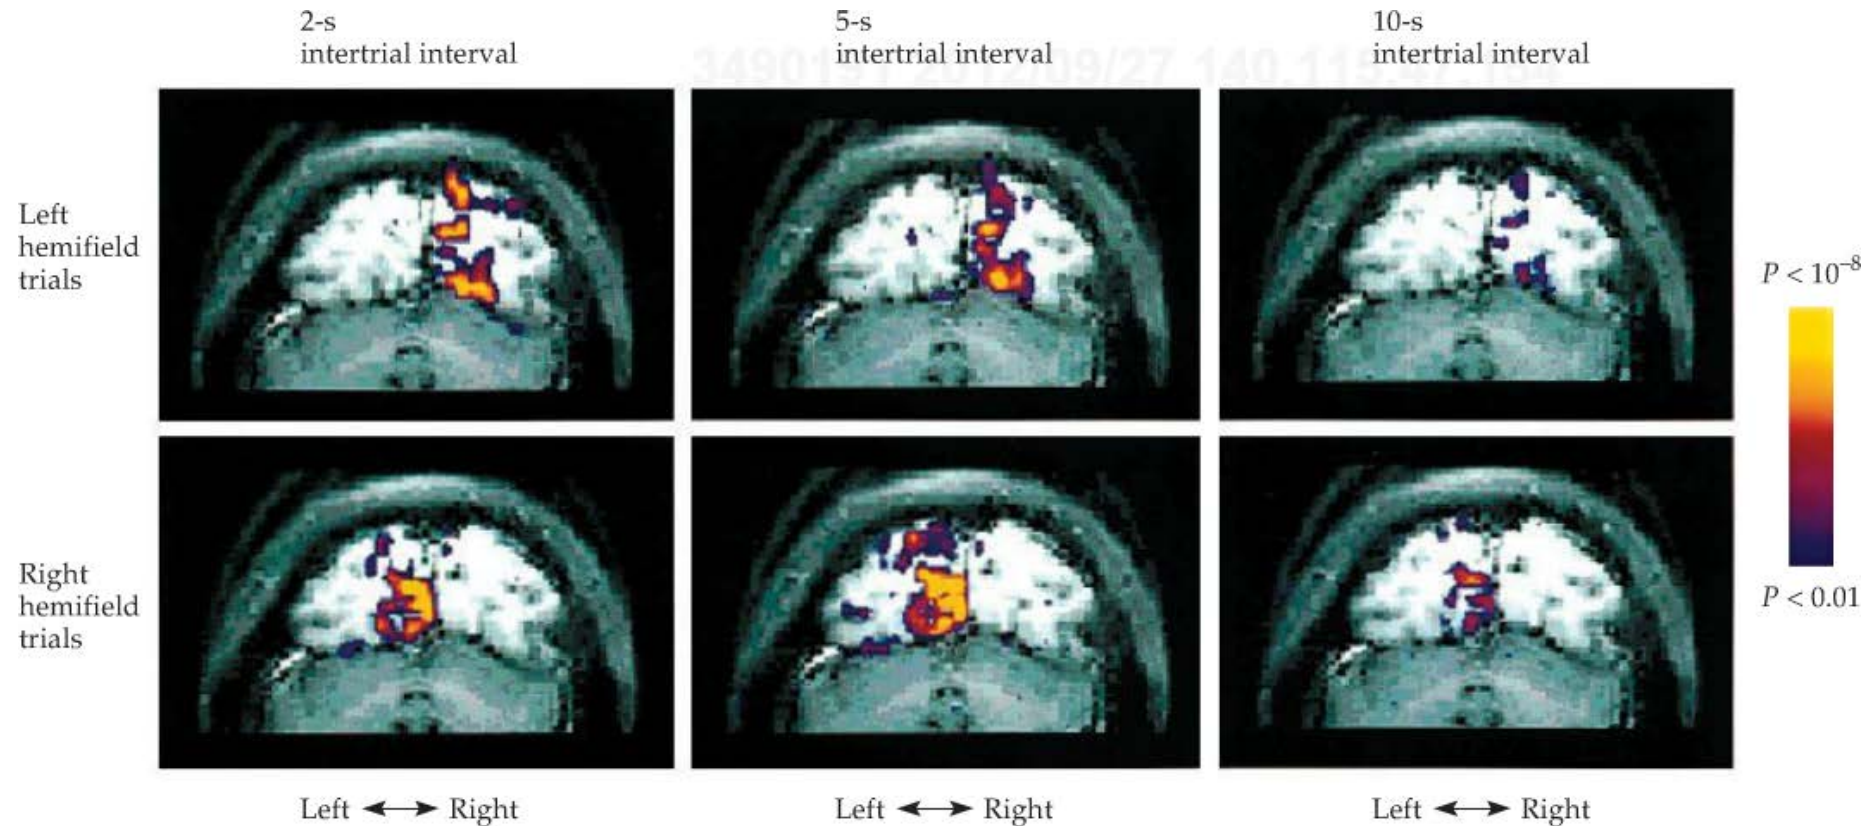 2-s
intertrial interval
5-s
intertrial interval
10-s
intertrial interval
Left
hemifield
trials
P < 10⁻⁸
P < 0.01
Right
hemifield
trials
Left ↔ Right
Left ↔ Right
Left ↔ Right